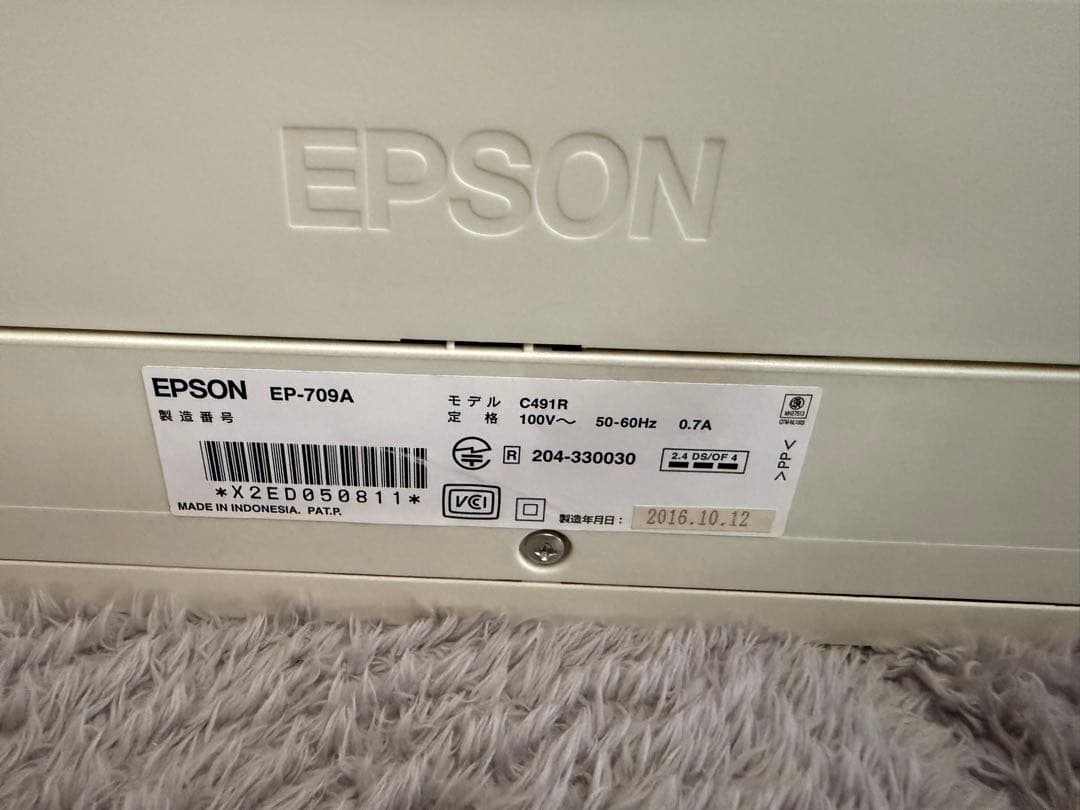 EPSON
EPSON EP-709A
製造番号
*X2ED050811*
MADE IN INDONESIA. PAT.P.
モデル C491R
定格 100V～ 50-60Hz 0.7A
R 204-330030
2.4 DS/OF 4
VCCI
製造年月日： 2016.10.12
>PP<